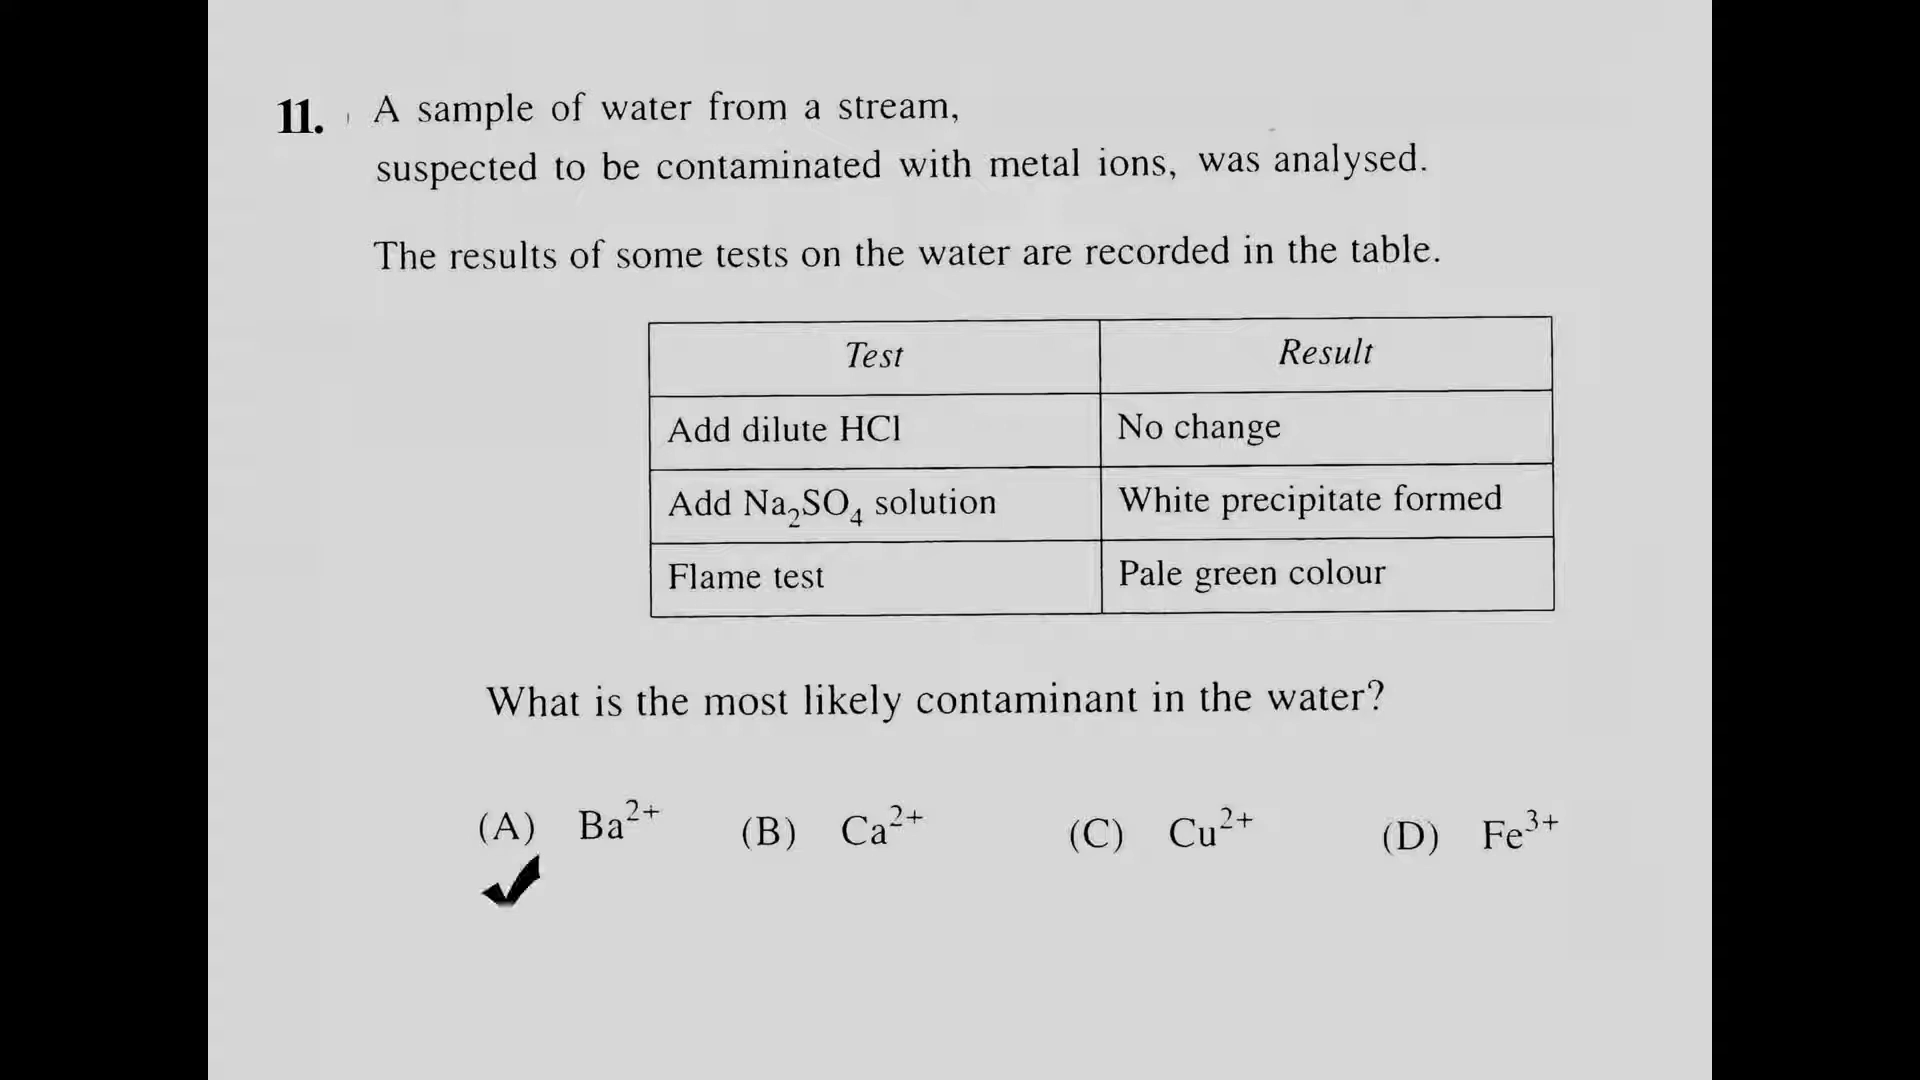 11. A sample of water from a stream,
suspected to be contaminated with metal ions, was analysed.
The results of some tests on the water are recorded in the table.
Test Result
Add dilute HCl No change
Add Na₂SO₄ solution White precipitate formed
Flame test Pale green colour
What is the most likely contaminant in the water?
(A) Ba²⁺ (B) Ca²⁺ (C) Cu²⁺ (D) Fe³⁺